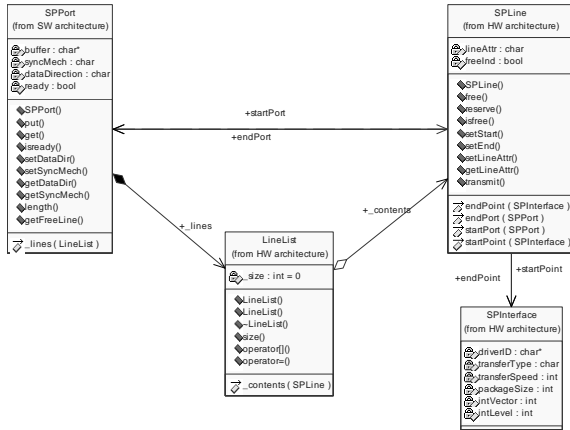 SPPort
(from SW architecture)
buffer : char*
syncMech : char
dataDirection : char
ready : bool
SPPort()
put()
get()
isready()
setDataDir()
setSyncMech()
getDataDir()
getSyncMech()
length()
getFreeLine()
_lines ( LineList )
+startPort
+endPort
+_lines
+_contents
SPLine
(from HW architecture)
lineAttr : char
freeInd : bool
SPLine()
free()
reserve()
isfree()
setStart()
setEnd()
setLineAttr()
getLineAttr()
transmit()
endPoint ( SPInterface )
endPort ( SPPort )
startPort ( SPPort )
startPoint ( SPInterface )
LineList
(from HW architecture)
_size : int = 0
LineList()
LineList()
~LineList()
size()
operator[]()
operator=()
_contents ( SPLine )
+startPoint
+endPoint
SPInterface
(from HW architecture)
driverID : char*
transferType : char
transferSpeed : int
packageSize : int
intVector : int
intLevel : int